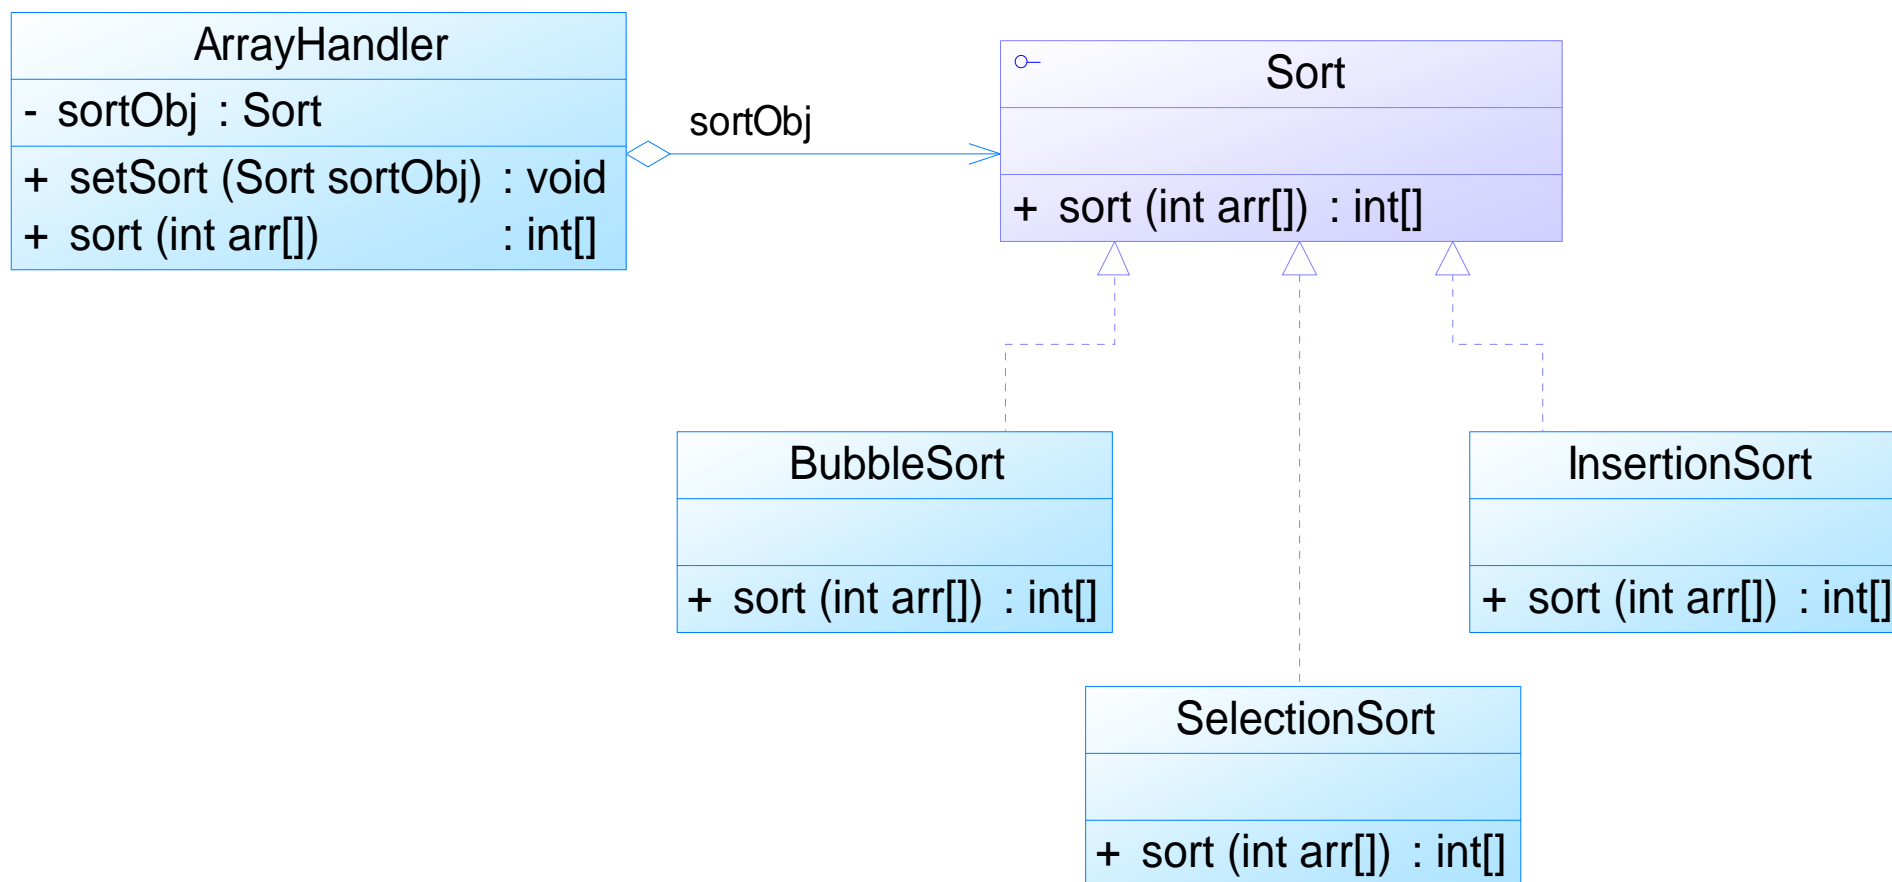 ArrayHandler
- sortObj : Sort
+ setSort (Sort sortObj) : void
+ sort (int arr[]) : int[]
sortObj
Sort
+ sort (int arr[]) : int[]
BubbleSort
+ sort (int arr[]) : int[]
InsertionSort
+ sort (int arr[]) : int[]
SelectionSort
+ sort (int arr[]) : int[]